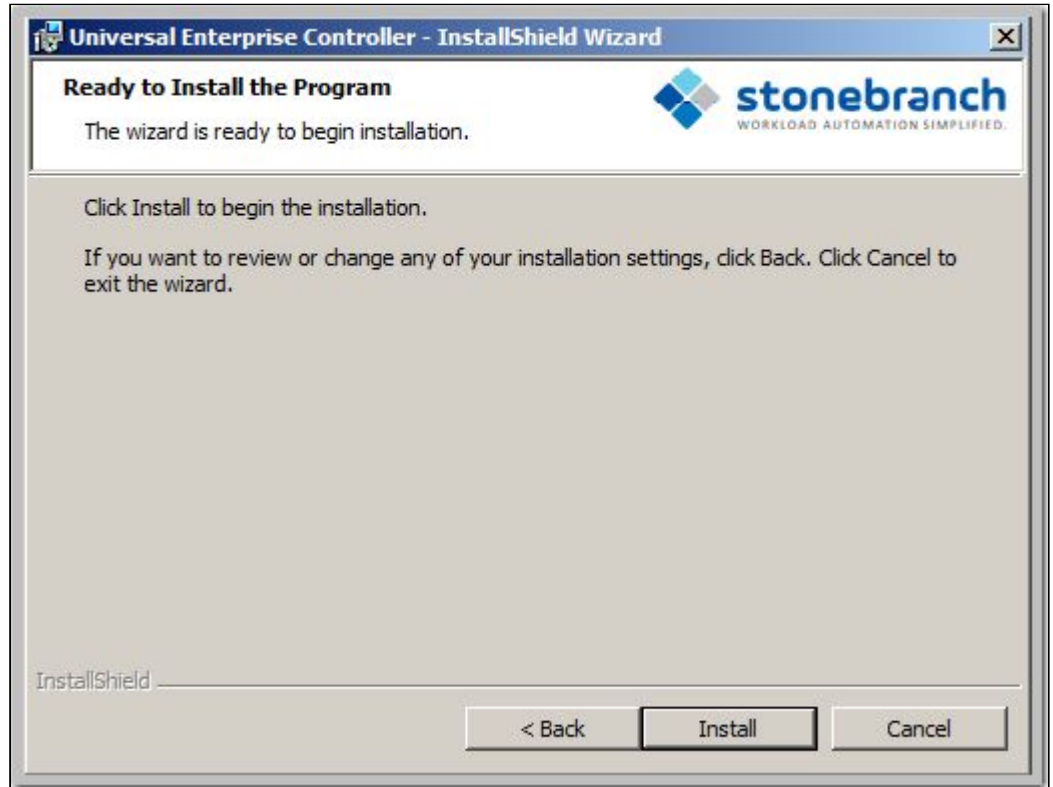 Universal Enterprise Controller - InstallShield Wizard
Ready to Install the Program
The wizard is ready to begin installation.
stonebranch
WORKLOAD AUTOMATION SIMPLIFIED.
Click Install to begin the installation.
If you want to review or change any of your installation settings, click Back. Click Cancel to
exit the wizard.
InstallShield
< Back
Install
Cancel